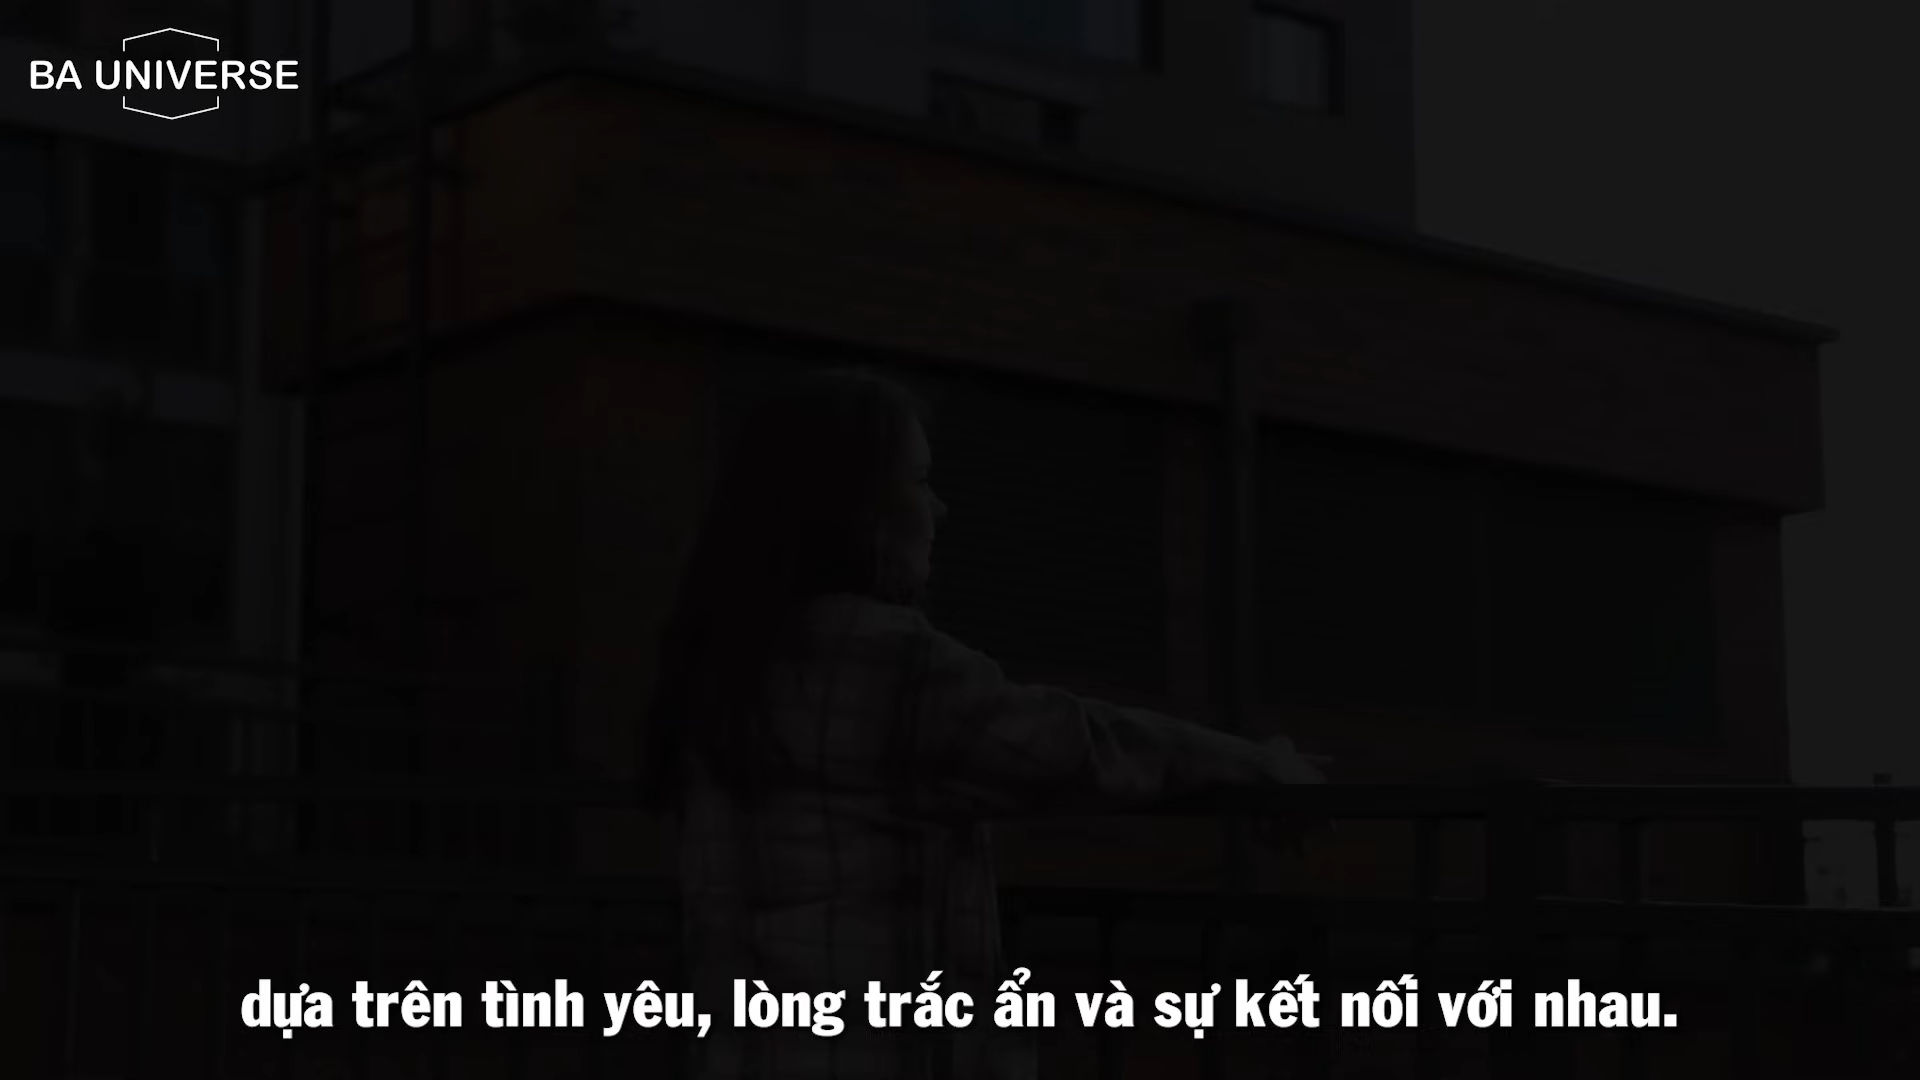 BA UNIVERSE
dựa trên tình yêu, lòng trắc ẩn và sự kết nối với nhau.